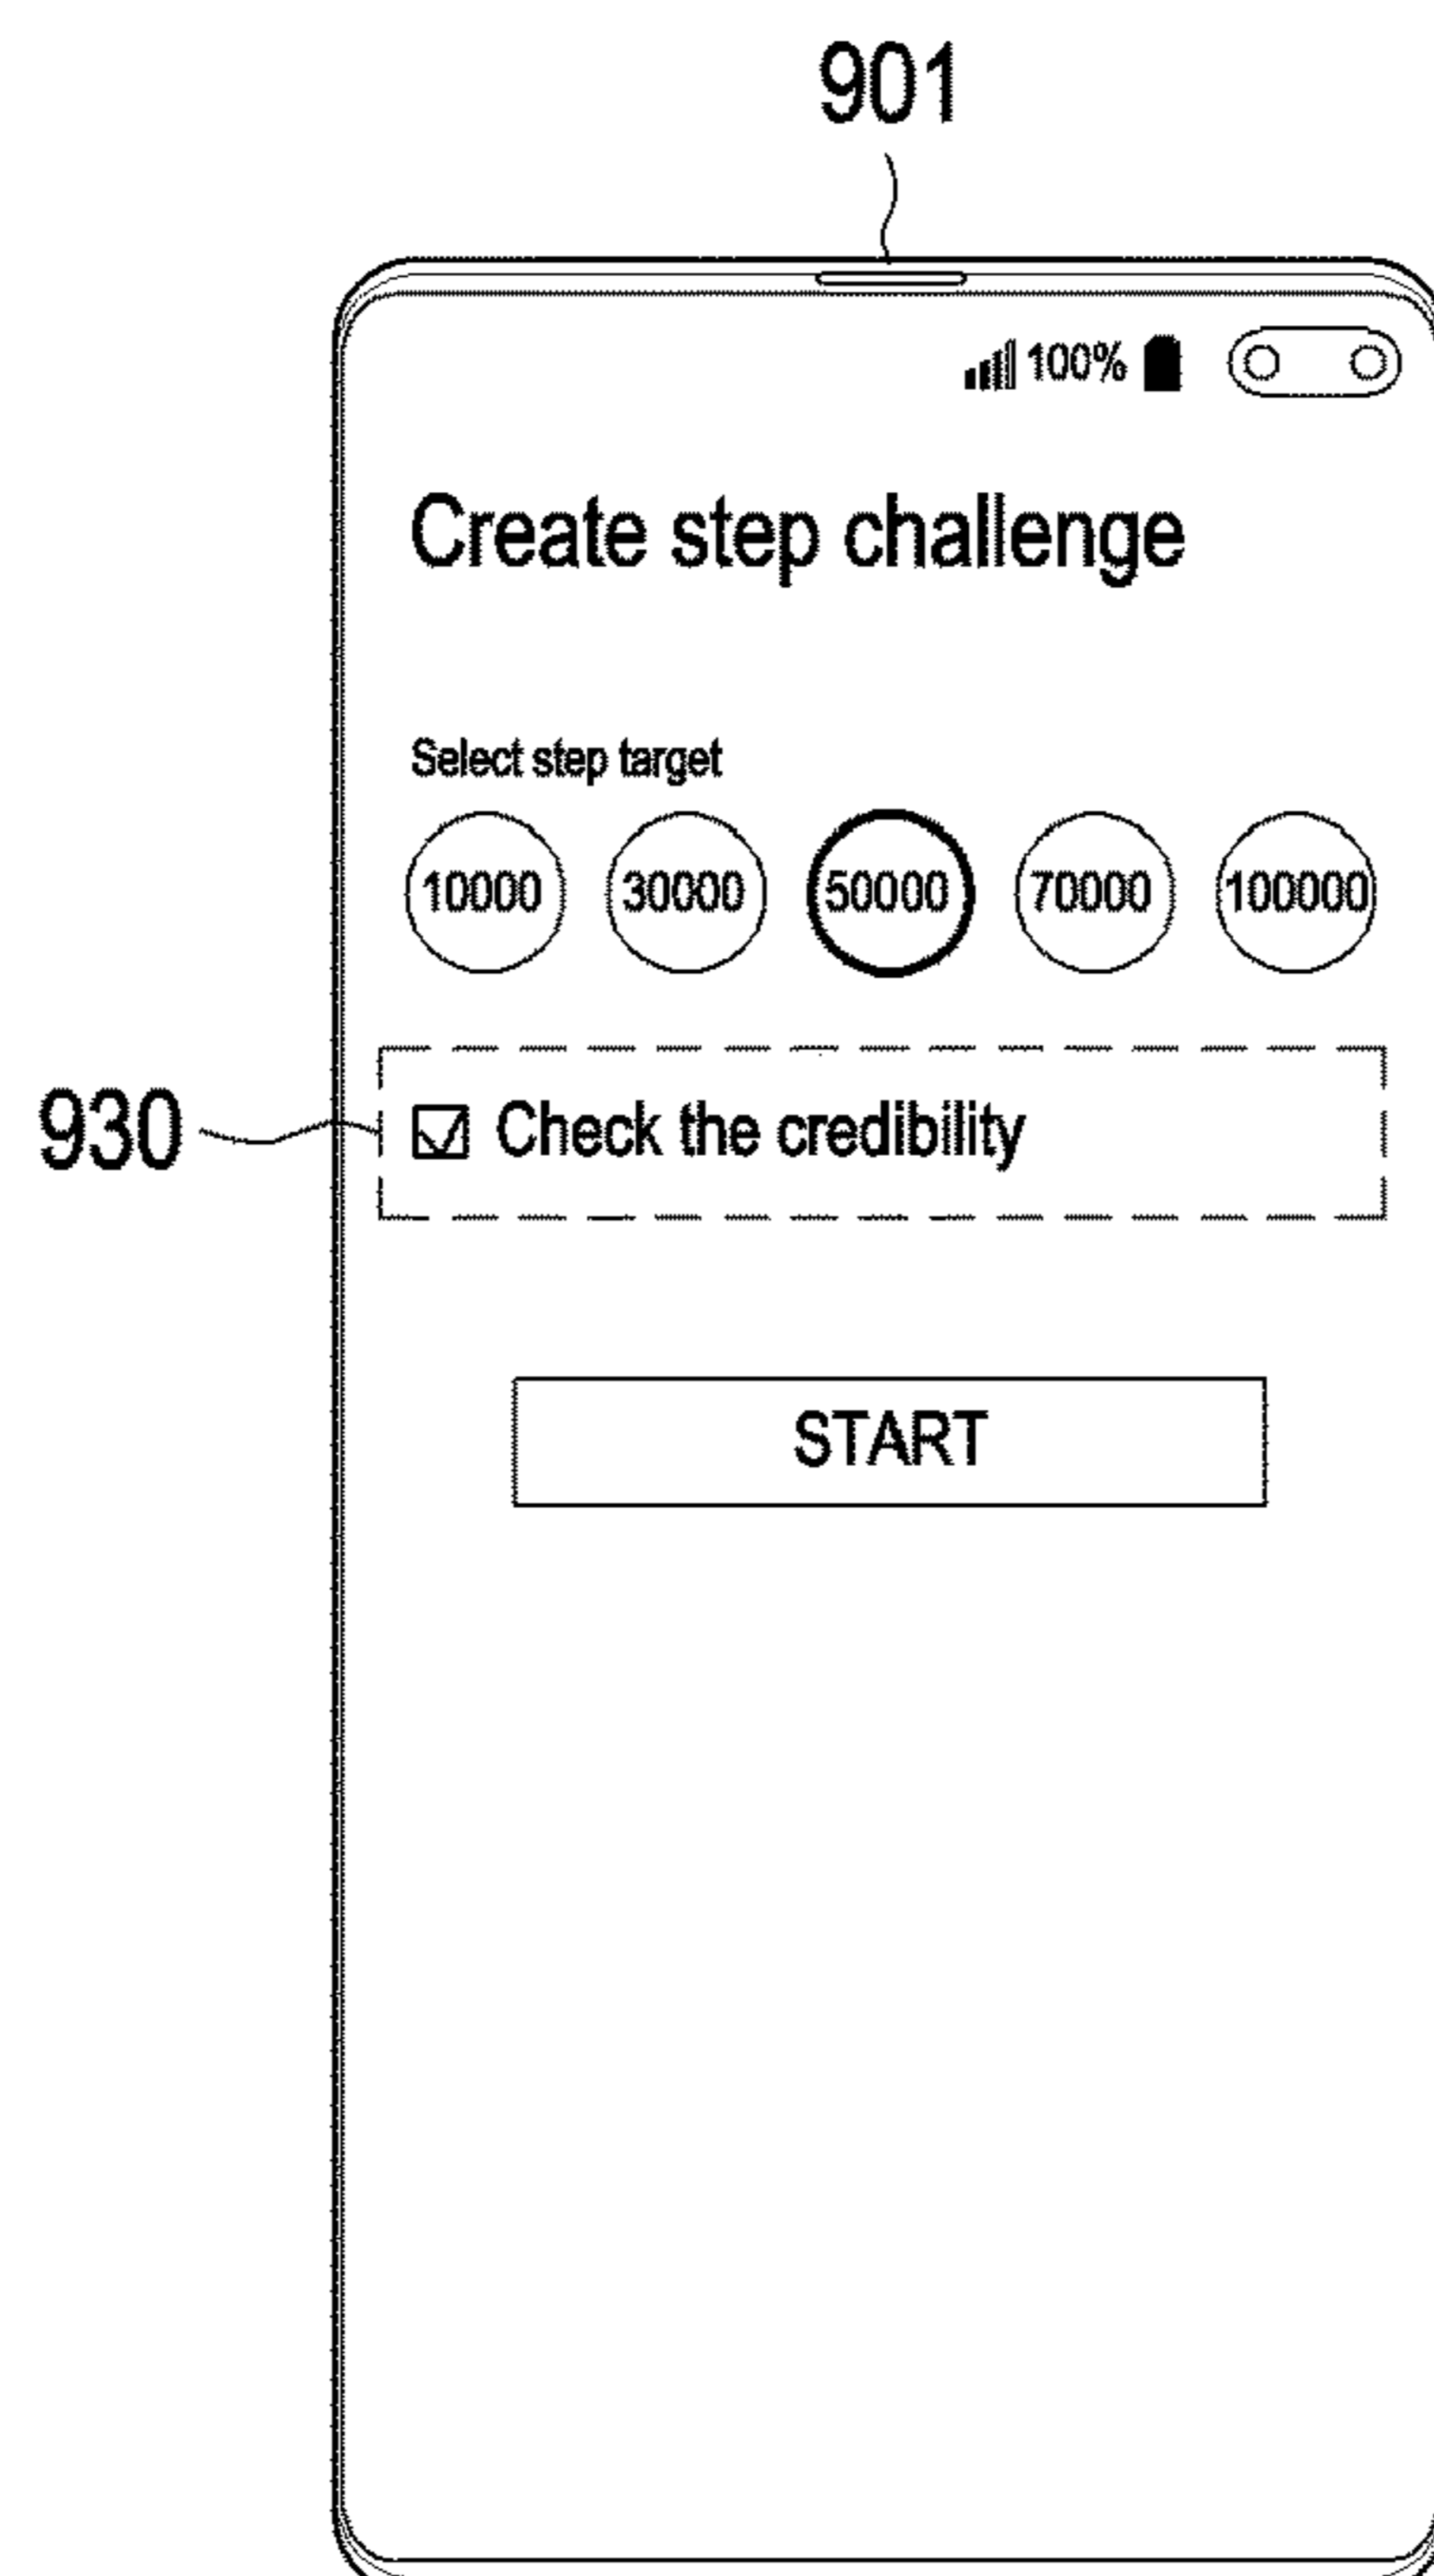 901
100%
Create step challenge
Select step target
10000 30000 50000 70000 100000
930
Check the credibility
START